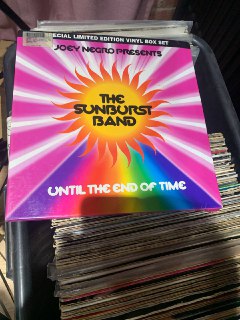 SPECIAL LIMITED EDITION VINYL BOX SET
JOEY NEGRO PRESENTS
THE
SUNBURST
BAND
UNTIL THE END OF TIME